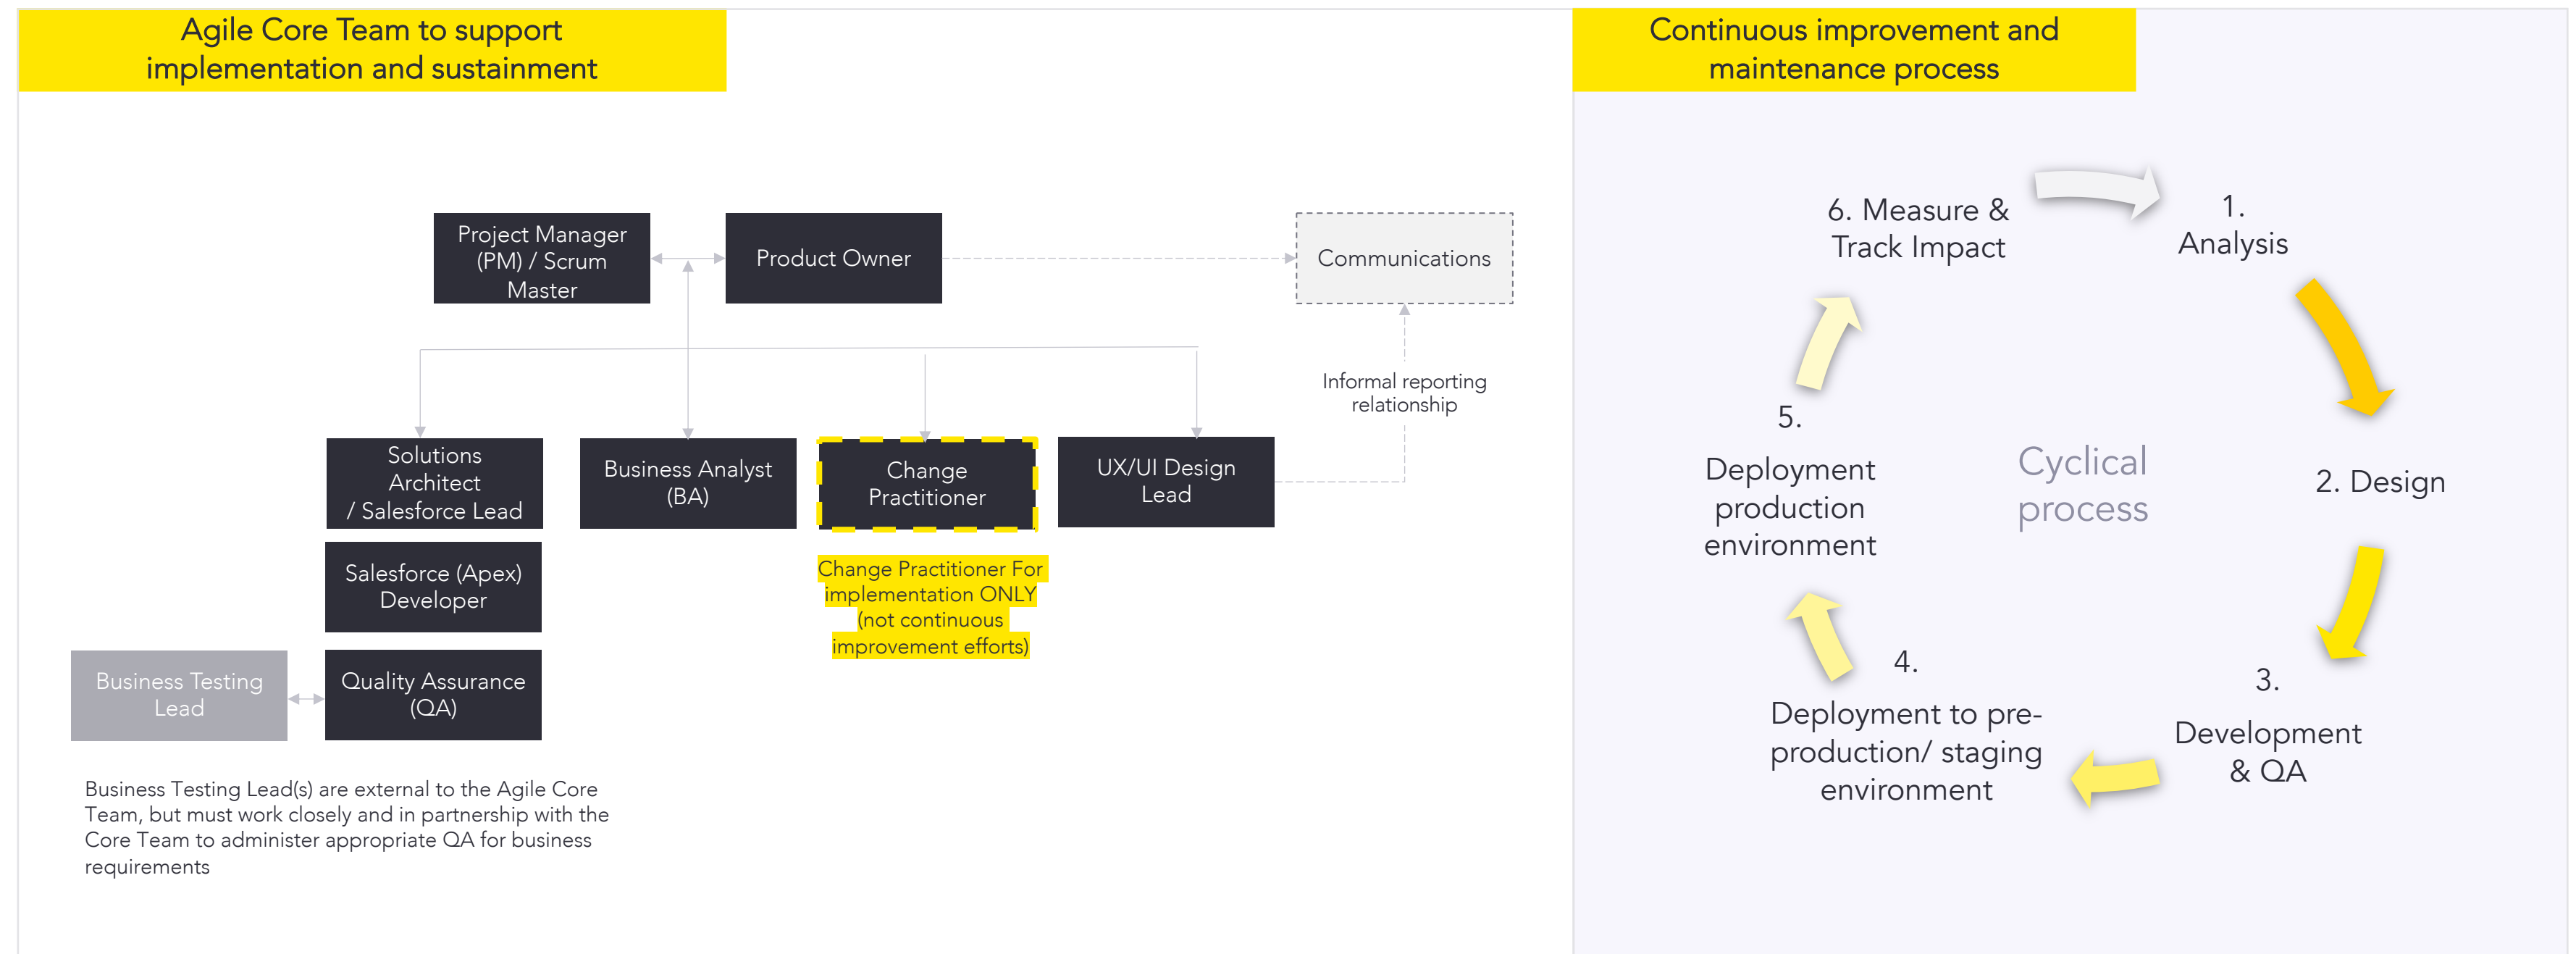 Agile Core Team to support
implementation and sustainment
Project Manager
(PM) / Scrum
Master
Product Owner
Communications
Informal reporting
relationship
Solutions
Architect
/ Salesforce Lead
Business Analyst
(BA)
Change
Practitioner
UX/UI Design
Lead
Salesforce (Apex)
Developer
Change Practitioner For
implementation ONLY
(not continuous
improvement efforts)
Business Testing
Lead
Quality Assurance
(QA)
Business Testing Lead(s) are external to the Agile Core
Team, but must work closely and in partnership with the
Core Team to administer appropriate QA for business
requirements
Continuous improvement and
maintenance process
1.
Analysis
2. Design
3.
Development
& QA
4.
Deployment to pre-
production/ staging
environment
5.
Deployment
production
environment
6. Measure &
Track Impact
Cyclical
process